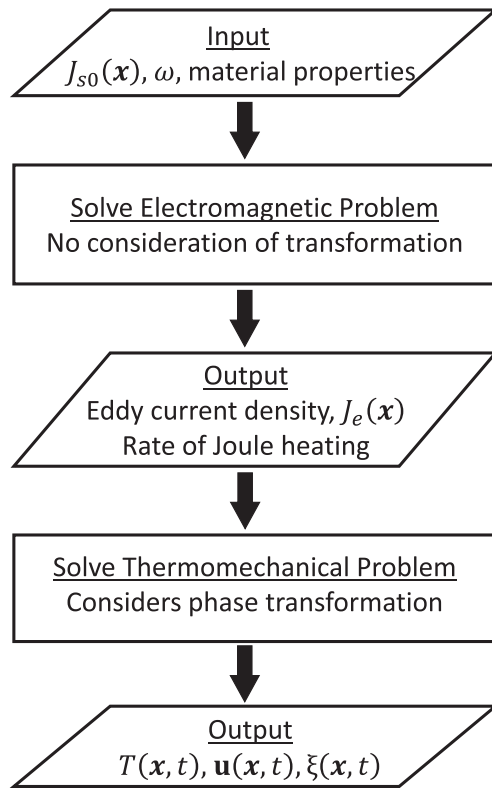 Input
J_{s0}(𝒙), ω, material properties
Solve Electromagnetic Problem
No consideration of transformation
Output
Eddy current density, J_e(𝒙)
Rate of Joule heating
Solve Thermomechanical Problem
Considers phase transformation
Output
T(𝒙, t), 𝐮(𝒙, t), ξ(𝒙, t)